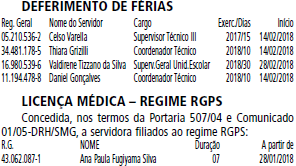 DEFERIMENTO DE FÉRIAS
Reg. Geral Nome do Servidor Cargo Exerc./Dias Início
05.210.536-2 Celso Varella Supervisor Técnico III 2017/15 14/02/2018
34.481.178-5 Thiara Grizilli Coordenador Técnico 2018/10 14/02/2018
16.980.539-6 Valdirene Tizzano da Silva Superv.Geral Unid.Escolar 2018/30 28/02/2018
11.194.478-8 Daniel Gonçalves Coordenador Técnico 2018/10 14/02/2018
LICENÇA MÉDICA – REGIME RGPS
Concedida, nos termos da Portaria 507/04 e Comunicado
01/05-DRH/SMG, a servidora filiados ao regime RGPS:
R.G. NOME Duração A partir de
43.062.087-1 Ana Paula Fugiyama Silva 07 28/01/2018